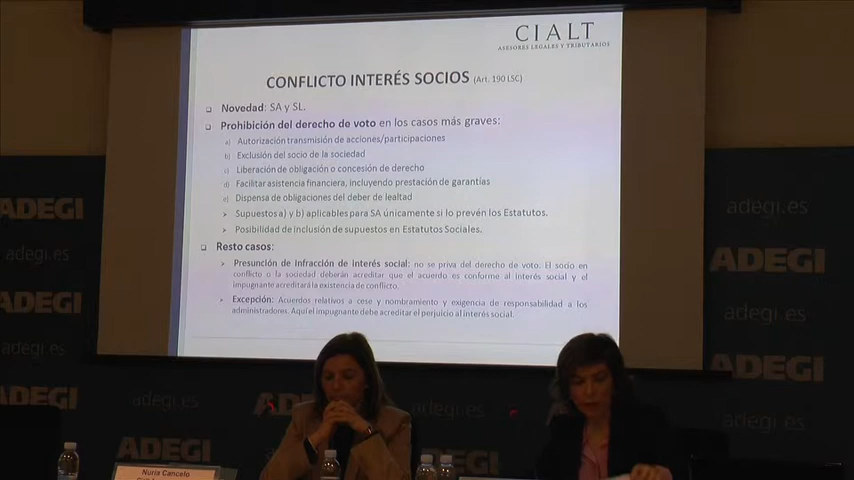 CIALT
ASESORES LEGALES Y TRIBUTARIOS
CONFLICTO INTERÉS SOCIOS (Art. 190 LSC)
Novedad: SA y SL.
Prohibición del derecho de voto en los casos más graves:
a) Autorización transmisión de acciones/participaciones
b) Exclusión del socio de la sociedad
c) Liberación de obligación o concesión de derecho
d) Facilitar asistencia financiera, incluyendo prestación de garantías
e) Dispensa de obligaciones del deber de lealtad
Supuestos a) y b) aplicables para SA únicamente si lo prevén los Estatutos.
Posibilidad de inclusión de supuestos en Estatutos Sociales.
Resto casos:
Presunción de Infracción de Interés social: no se priva del derecho de voto. El socio en
conflicto o la sociedad deberán acreditar que el acuerdo es conforme al interés social y el
impugnante acreditará la existencia de conflicto.
Excepción: Acuerdos relativos a cese y nombramiento y exigencia de responsabilidad a los
administradores. Aquí el impugnante debe acreditar el perjuicio al interés social.
ADEGI
adegi.es
ADEGI
adegi.es
ADEGI
adegi.es
ADEGI
adegi.es
ADEGI
adegi.es
ADEGI
adegi.es
adegi.es
ADEGI
Nuria Cancelo